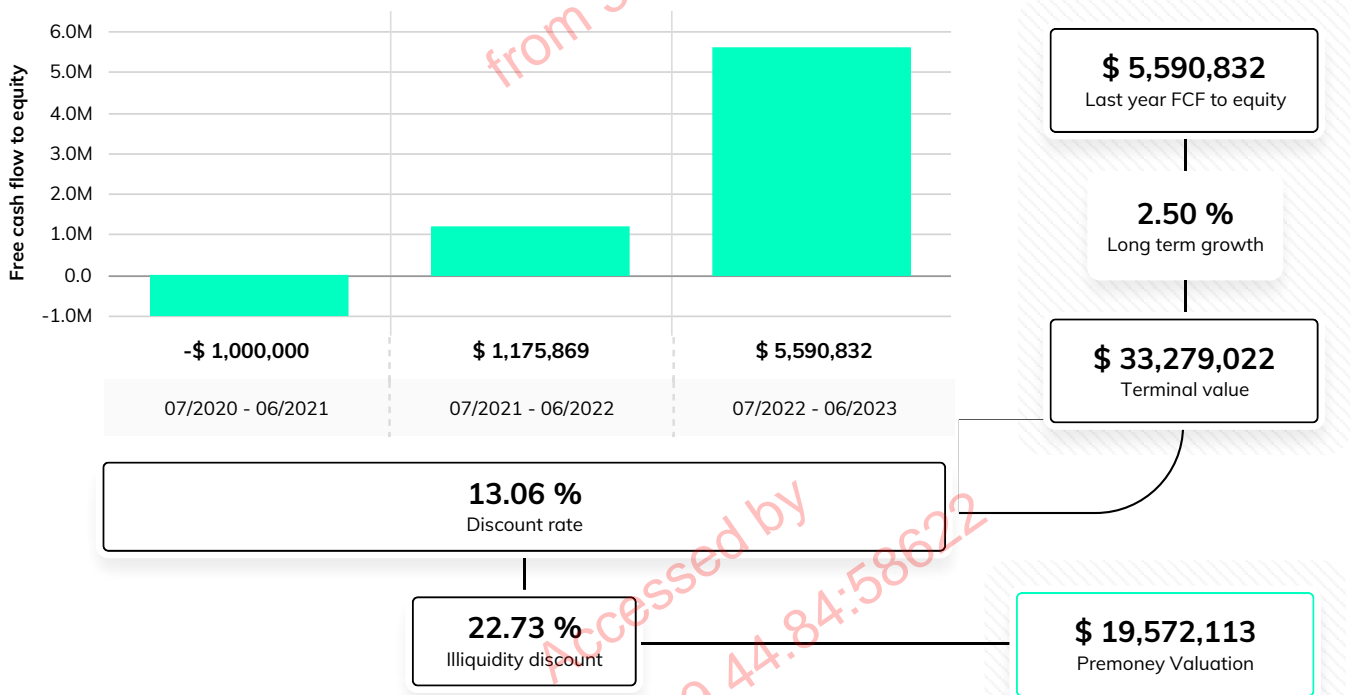 6.0M
5.0M
4.0M
3.0M
2.0M
1.0M
0.0
-1.0M
Free cash flow to equity
-$ 1,000,000
$ 1,175,869
$ 5,590,832
07/2020 - 06/2021
07/2021 - 06/2022
07/2022 - 06/2023
$ 5,590,832
Last year FCF to equity
2.50 %
Long term growth
$ 33,279,022
Terminal value
13.06 %
Discount rate
22.73 %
Illiquidity discount
$ 19,572,113
Premoney Valuation
from
Accessed by
44.84:58622